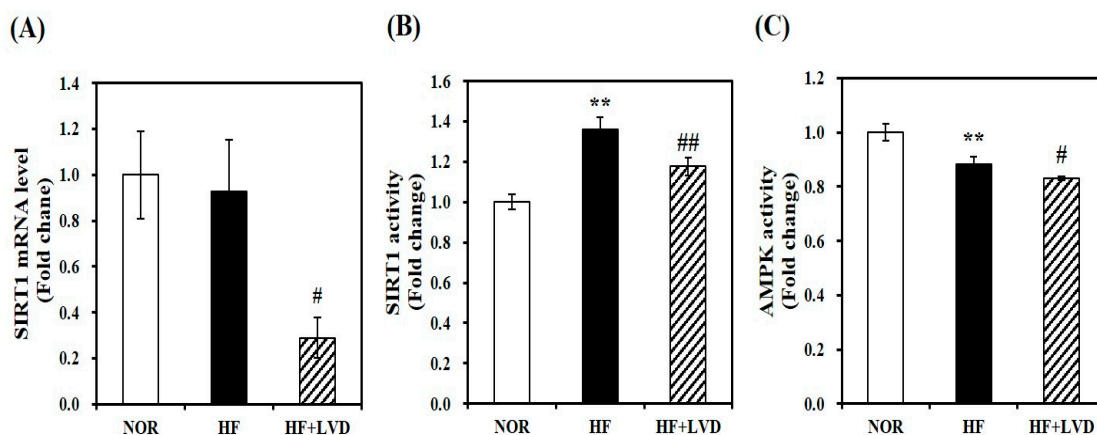 (A)
SIRT1 mRNA level
(Fold chane)
1.4
1.2
1.0
0.8
0.6
0.4
0.2
0.0
#
NOR HF HF+LVD
(B)
SIRT1 activity
(Fold change)
1.6
1.4
1.2
1.0
0.8
0.6
0.4
0.2
0.0
**
##
NOR HF HF+LVD
(C)
AMPK activity
(Fold change)
1.2
1.0
0.8
0.6
0.4
0.2
0.0
**
#
NOR HF HF+LVD